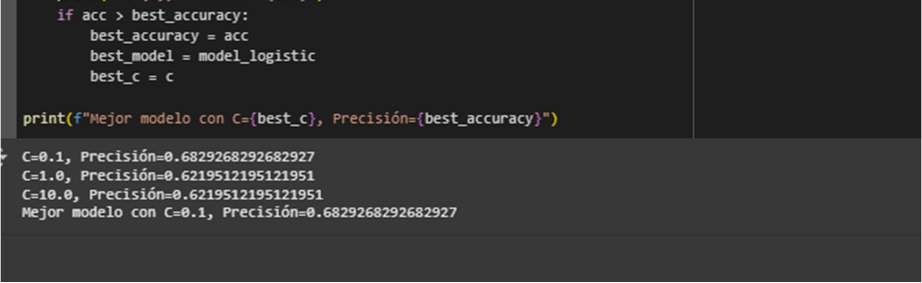 if acc > best_accuracy:
best_accuracy = acc
best_model = model_logistic
best_c = c
print(f"Mejor modelo con C={best_c}, Precisión={best_accuracy}")
C=0.1, Precisión=0.6829268292682927
C=1.0, Precisión=0.6219512195121951
C=10.0, Precisión=0.6219512195121951
Mejor modelo con C=0.1, Precisión=0.6829268292682927